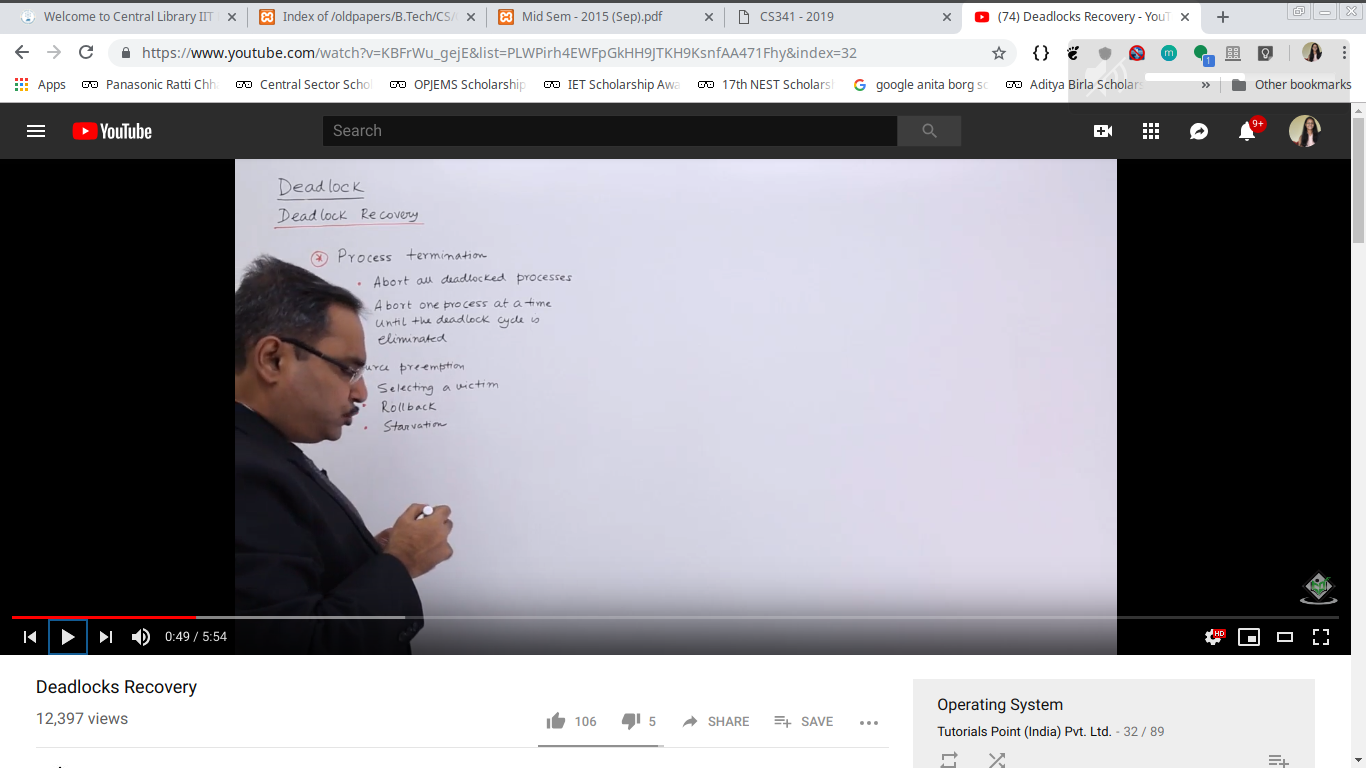 Welcome to Central Library IIT
Index of /oldpapers/B.Tech/CS/
Mid Sem - 2015 (Sep).pdf
CS341 - 2019
(74) Deadlocks Recovery - YouT
https://www.youtube.com/watch?v=KBFrWu_gejE&list=PLWPirh4EWFpGkHH9JTKH9KsnfAA471Fhy&index=32
m
1
Apps
Panasonic Ratti Chh
Central Sector Scho
OPJEMS Scholarship
IET Scholarship Awa
17th NEST Scholars
google anita borg sc
Aditya Birla Scholars
»
Other bookmarks
YouTube
Search
9+
Deadlock
Deadlock Recovery
Process termination
Abort all deadlocked processes
Abort one process at a time
until the deadlock cycle is
eliminated
urce preemption
Selecting a victim
Rollback
Starvation
0:49 / 5:54
HD
Deadlocks Recovery
12,397 views
106
5
SHARE
SAVE
Operating System
Tutorials Point (India) Pvt. Ltd. - 32 / 89